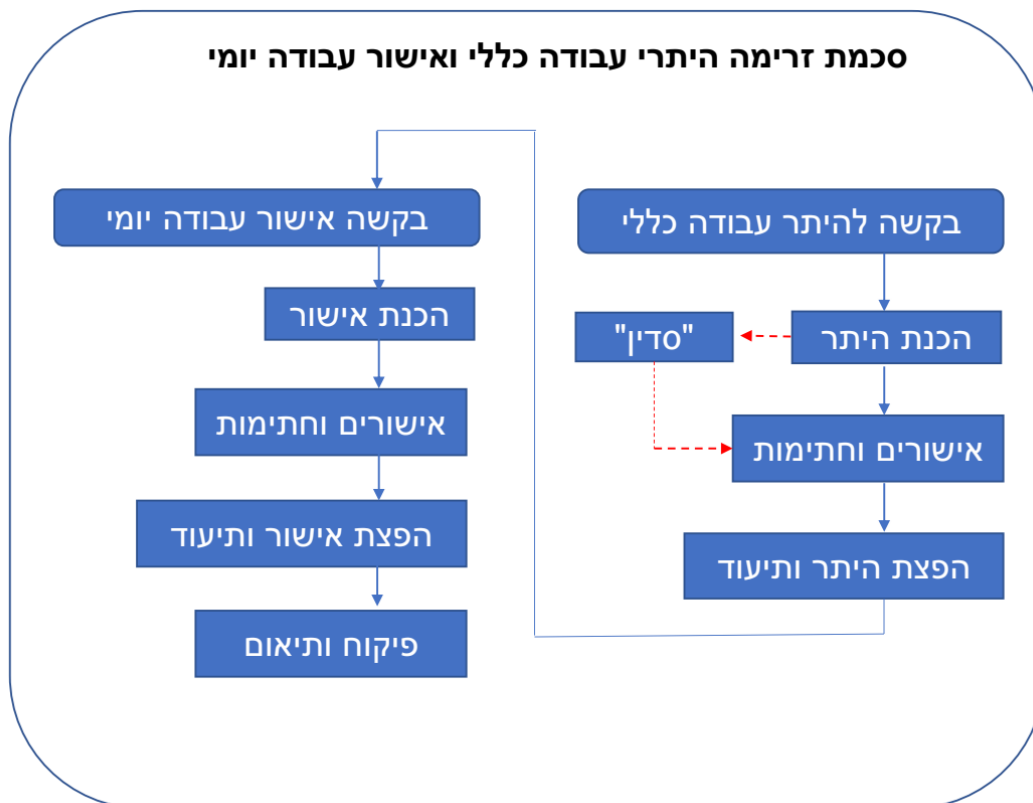 סכמת זרימה היתרי עבודה כללי ואישור עבודה יומי
בקשה להיתר עבודה כללי
הכנת היתר
"סדין"
אישורים וחתימות
הפצת היתר ותיעוד
בקשה אישור עבודה יומי
הכנת אישור
אישורים וחתימות
הפצת אישור ותיעוד
פיקוח ותיאום